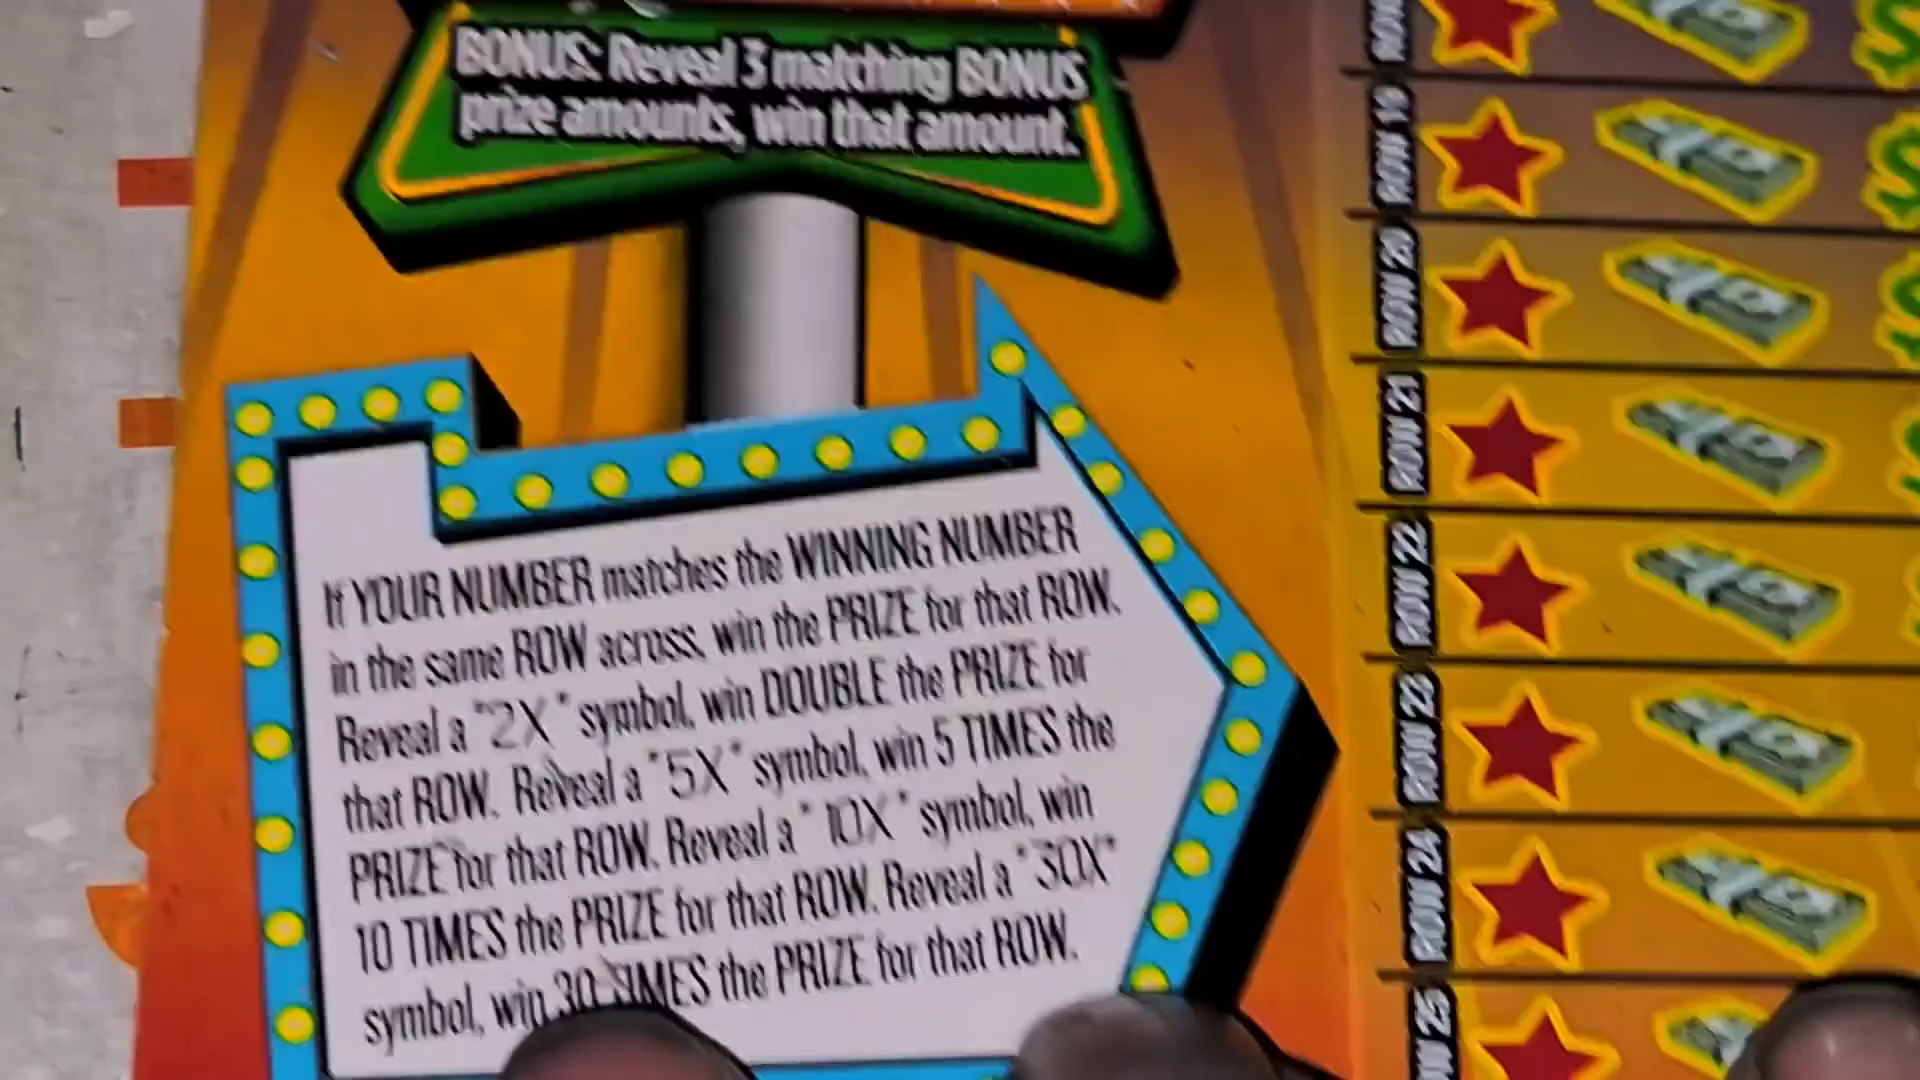 BONUS: Reveal 3 matching BONUS
prize amounts, win that amount.
If YOUR NUMBER matches the WINNING NUMBER
in the same ROW across, win the PRIZE for that ROW.
Reveal a "2X" symbol, win DOUBLE the PRIZE for
that ROW. Reveal a "5X" symbol, win 5 TIMES the
PRIZE for that ROW. Reveal a "10X" symbol, win
10 TIMES the PRIZE for that ROW. Reveal a "30X"
symbol, win 30 TIMES the PRIZE for that ROW.
ROW
ROW 19
ROW 20
ROW 21
ROW 22
ROW 23
ROW 24
ROW 25